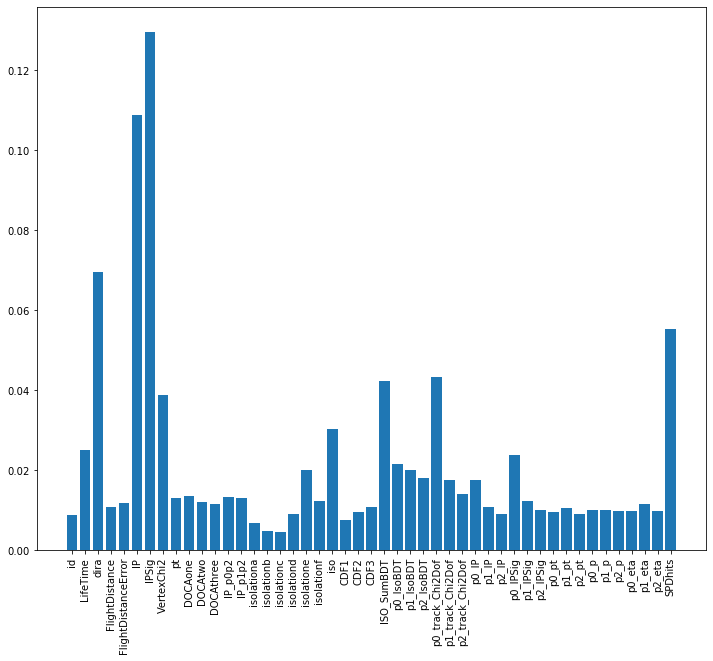 0.12
0.10
0.08
0.06
0.04
0.02
0.00
id
LifeTime
dira
FlightDistance
FlightDistanceError
IP
IPSig
VertexChi2
pt
DOCAone
DOCAtwo
DOCAthree
IP_p0p2
IP_p1p2
isolationa
isolationb
isolationc
isolationd
isolatione
isolationf
iso
CDF1
CDF2
CDF3
ISO_SumBDT
p0_IsoBDT
p1_IsoBDT
p2_IsoBDT
p0_track_Chi2Dof
p1_track_Chi2Dof
p2_track_Chi2Dof
p0_IP
p1_IP
p2_IP
p0_IPSig
p1_IPSig
p2_IPSig
p0_pt
p1_pt
p2_pt
p0_p
p1_p
p2_p
p0_eta
p1_eta
p2_eta
SPDhits